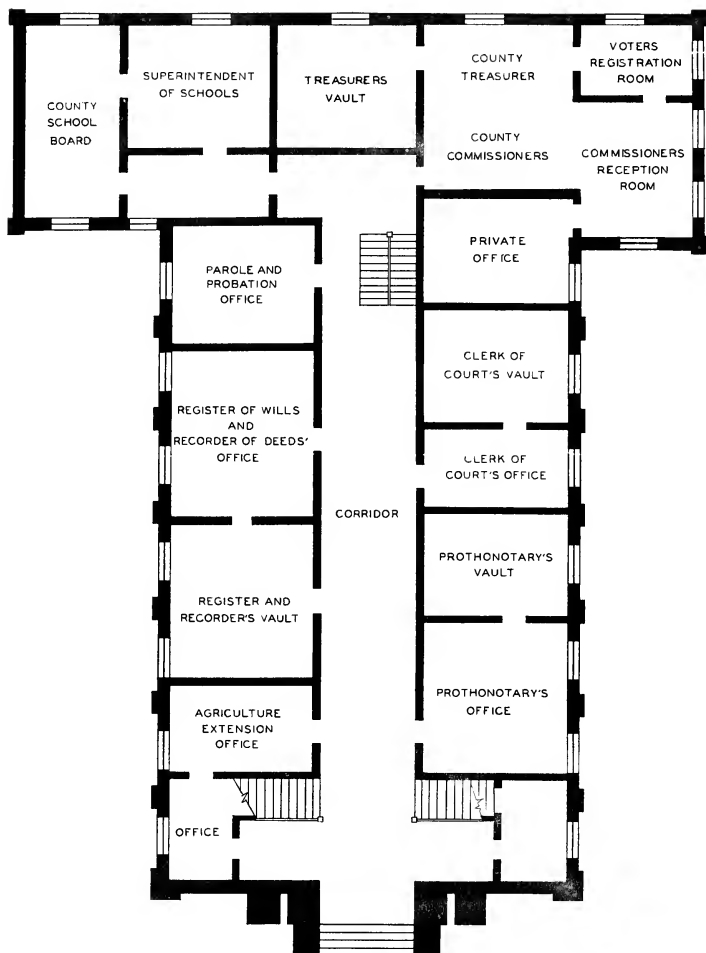 COUNTY
SCHOOL
BOARD
SUPERINTENDENT
OF SCHOOLS
TREASURERS
VAULT
COUNTY
TREASURER
COUNTY
COMMISSIONERS
VOTERS
REGISTRATION
ROOM
COMMISSIONERS
RECEPTION
ROOM
PAROLE AND
PROBATION
OFFICE
PRIVATE
OFFICE
REGISTER OF WILLS
AND
RECORDER OF DEEDS'
OFFICE
CLERK OF
COURT'S VAULT
CLERK OF
COURT'S OFFICE
CORRIDOR
REGISTER AND
RECORDER'S VAULT
PROTHONOTARY'S
VAULT
AGRICULTURE
EXTENSION
OFFICE
PROTHONOTARY'S
OFFICE
OFFICE